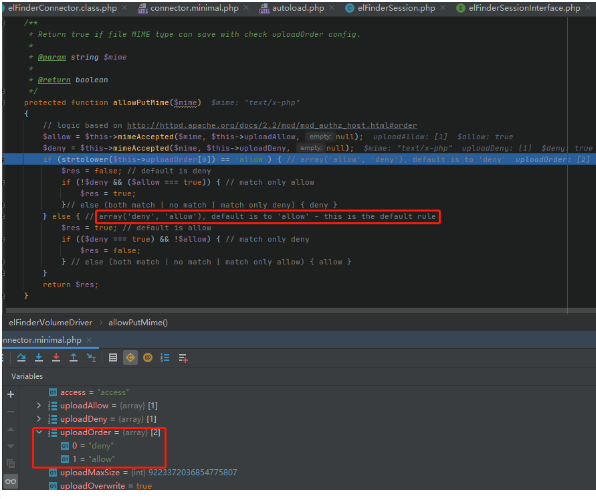 elFinderConnector.class.php
connector.minimal.php
autoload.php
elFinderSession.php
elFinderSessionInterface.php
/**
* Return true if file MIME type can save with check uploadOrder config.
*
* @param string $mime
*
* @return boolean
*/
protected function allowPutMime($mime) $mime: "text/x-php"
{
// logic based on http://httpd.apache.org/docs/2.2/mod/mod_authz_host.html#order
$allow = $this->mimeAccepted($mime, $this->uploadAllow, empty:null); uploadAllow: [1] $allow: true
$deny = $this->mimeAccepted($mime, $this->uploadDeny, empty:null); $mime: "text/x-php" uploadDeny: [1] $deny: true
if (strtolower($this->uploadOrder[0]) == 'allow') { // array('allow', 'deny'), default is to 'deny' uploadOrder: [2]
$res = false; // default is deny
if (!$deny && ($allow === true)) { // match only allow
$res = true;
}// else (both match | no match | match only deny) { deny }
} else { // array('deny', 'allow'), default is to 'allow' - this is the default rule
$res = true; // default is allow
if (($deny === true) && !$allow) { // match only deny
$res = false;
} // else (both match | no match | match only allow) { allow }
}
return $res;
}
elFinderVolumeDriver › allowPutMime()
connector.minimal.php
Variables
access = "access"
uploadAllow = {array} [1]
uploadDeny = {array} [1]
uploadOrder = {array} [2]
0 = "deny"
1 = "allow"
uploadMaxSize = {int} 9223372036854775807
uploadOverwrite = true